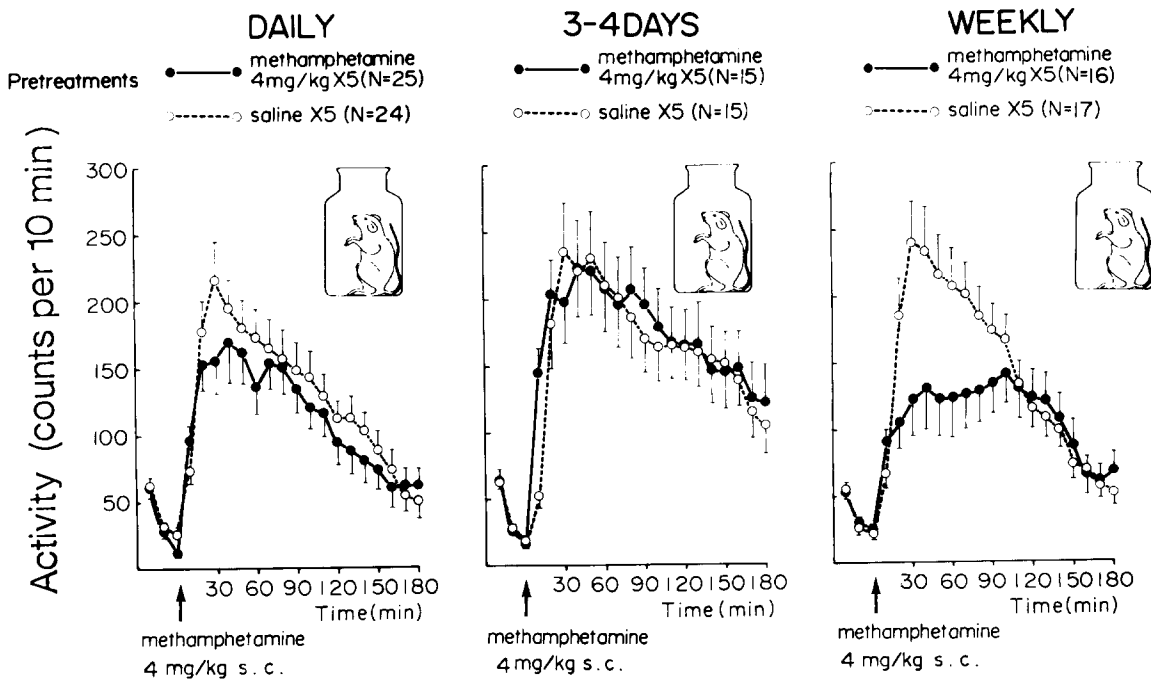 DAILY
3-4DAYS
WEEKLY
Pretreatments
methamphetamine
4mg/kg X5(N=25)
saline X5 (N=24)
methamphetamine
4mg/kg X5(N=15)
saline X5(N=15)
methamphetamine
4mg/kg X5(N=16)
saline X5 (N=17)
Activity (counts per 10 min)
300
250
200
150
100
50
30 60 90 120 150 180
Time(min)
methamphetamine
4 mg/kg s.c.
30 60 90 120 150 180
Time(min)
methamphetamine
4 mg/kg s.c.
30 60 90 120 150 180
Time(min)
methamphetamine
4 mg/kg s.c.